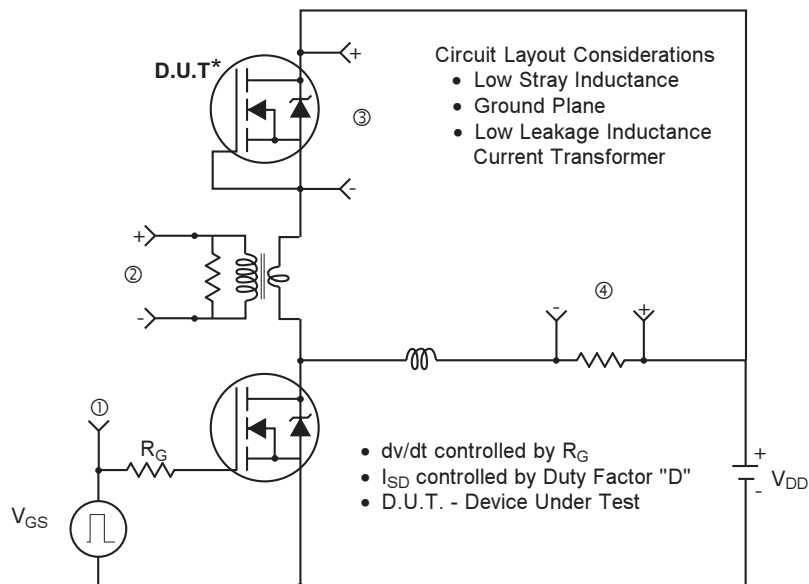 D.U.T*
+
Circuit Layout Considerations
• Low Stray Inductance
• Ground Plane
• Low Leakage Inductance
Current Transformer
③
-
+
②
-
④
-
+
①
R_G
• dv/dt controlled by R_G
• I_SD controlled by Duty Factor "D"
• D.U.T. - Device Under Test
+
V_DD
-
V_GS